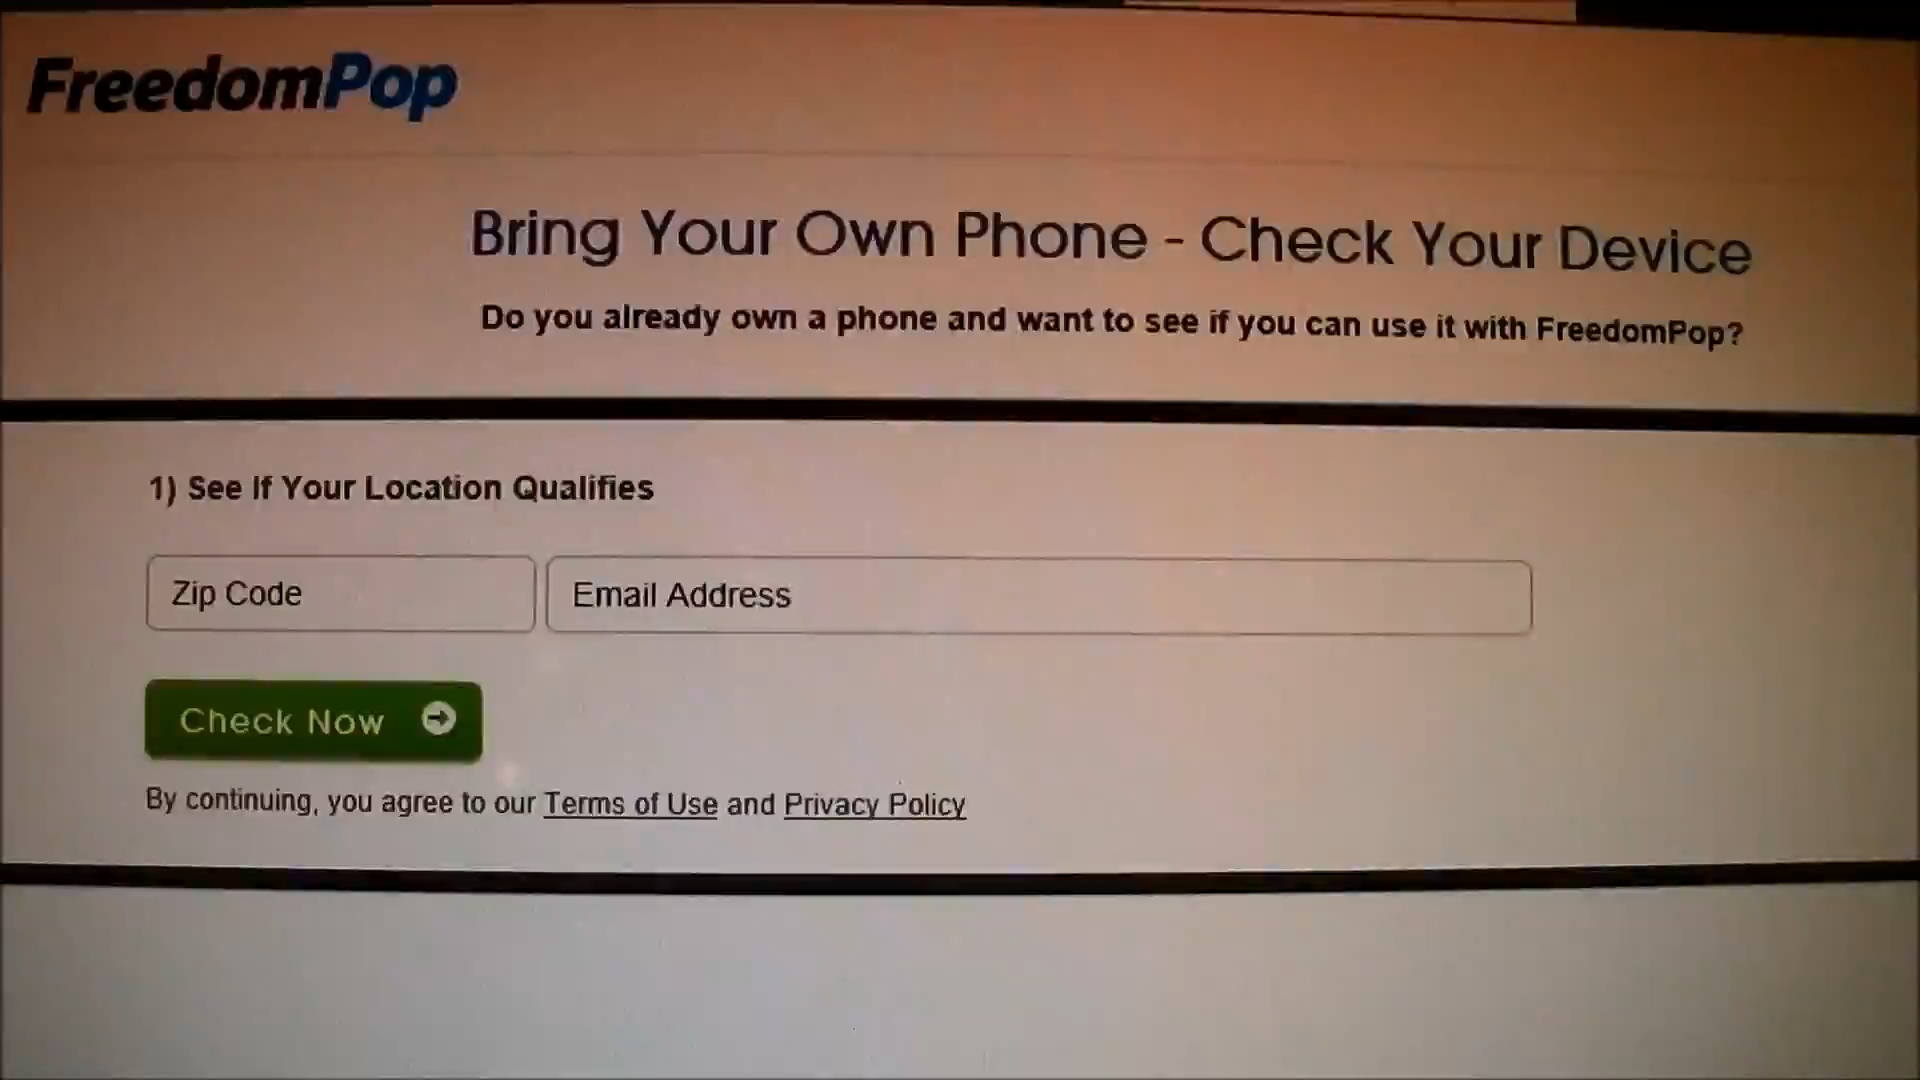 FreedomPop
Bring Your Own Phone - Check Your Device
Do you already own a phone and want to see if you can use it with FreedomPop?
1) See If Your Location Qualifies
Zip Code
Email Address
Check Now
By continuing, you agree to our Terms of Use and Privacy Policy